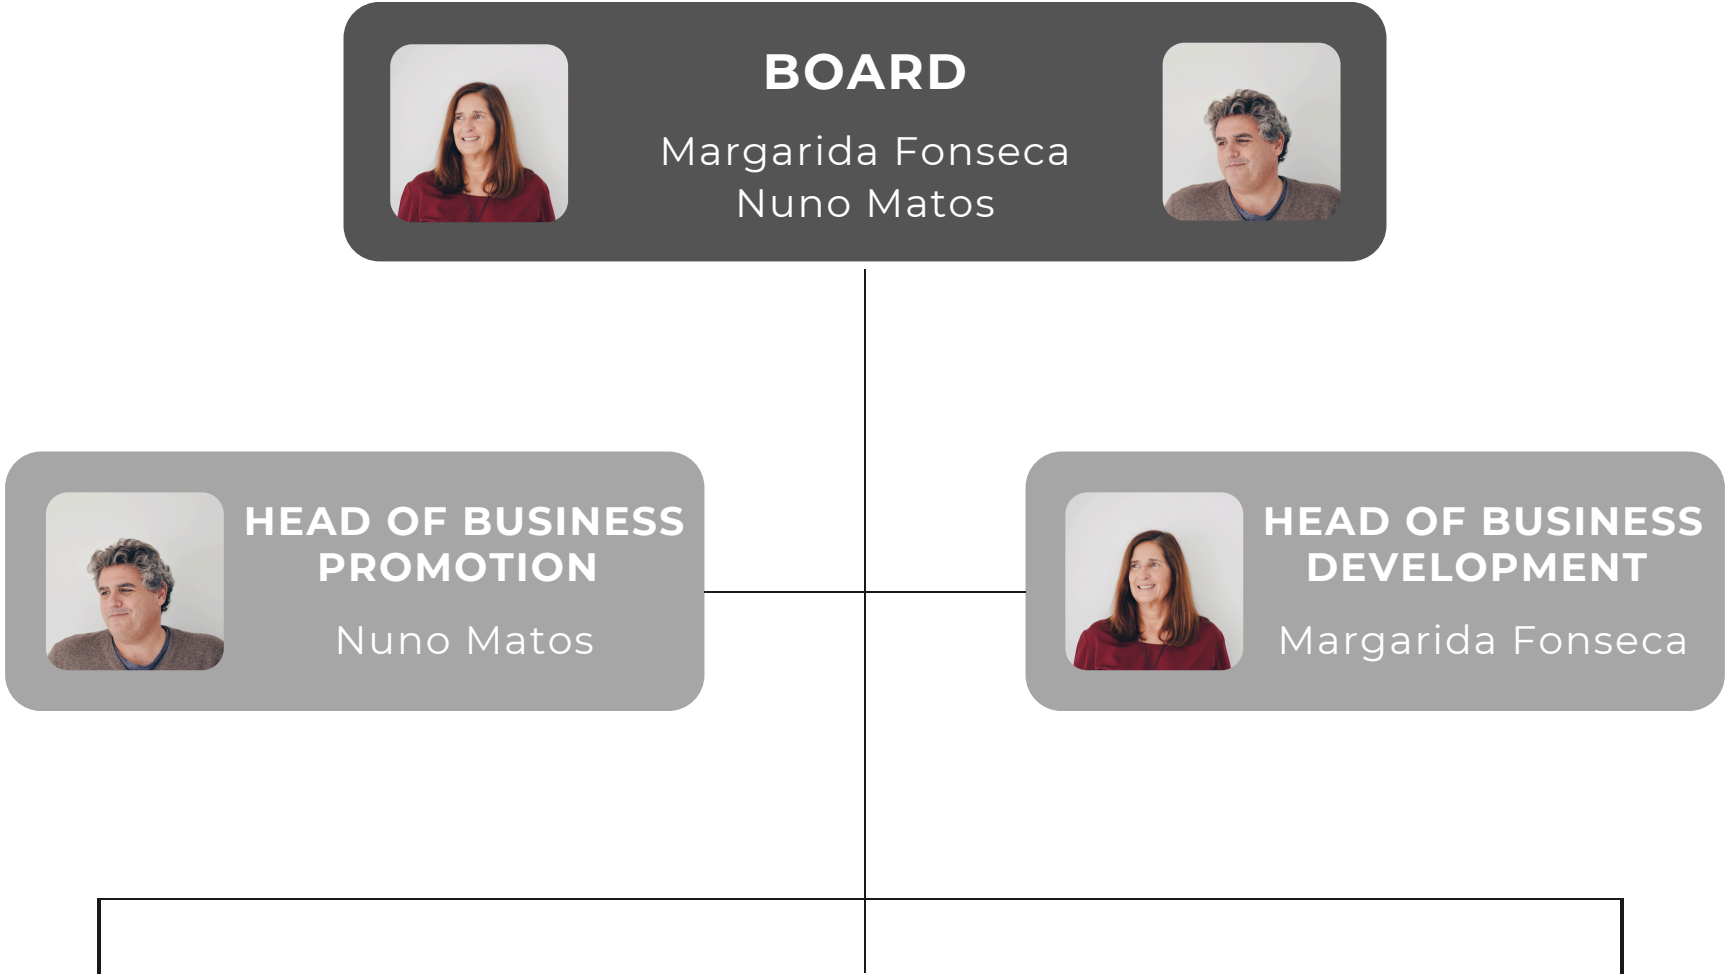 BOARD
Margarida Fonseca
Nuno Matos
HEAD OF BUSINESS
PROMOTION
Nuno Matos
HEAD OF BUSINESS
DEVELOPMENT
Margarida Fonseca